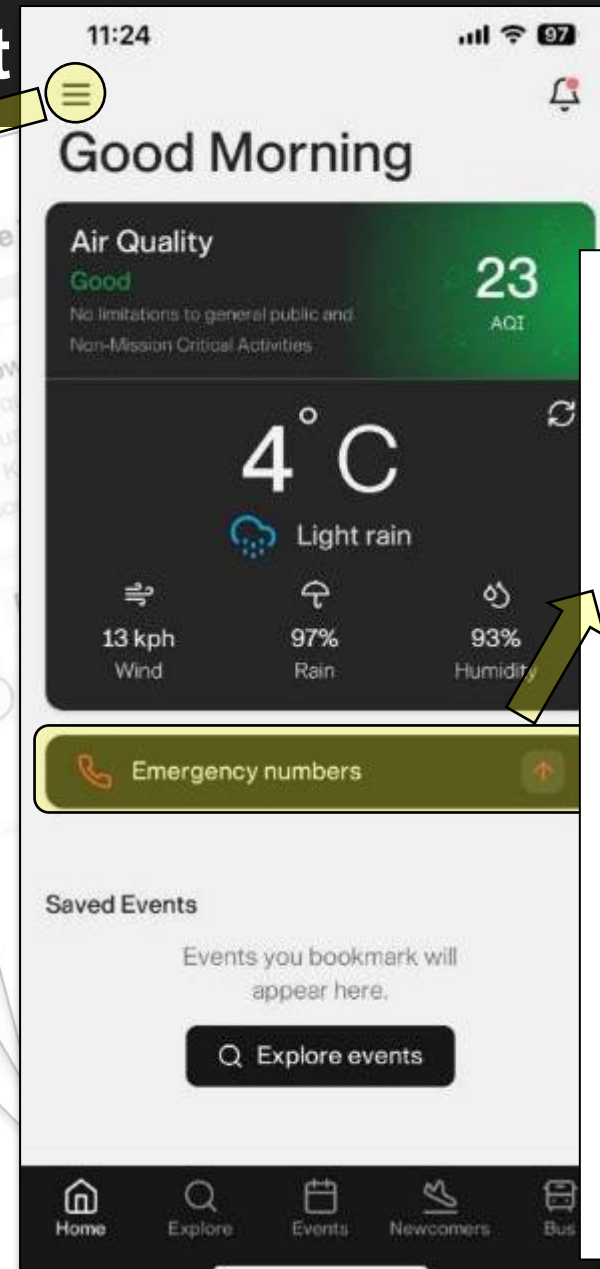 t
11:24
97
Good Morning
Air Quality
Good
No limitations to general public and
Non-Mission Critical Activities
23
AQI
4°C
Light rain
13 kph
97%
93%
Wind
Rain
Humidity
Emergency numbers
Saved Events
Events you bookmark will
appear here.
Explore events
Home
Explore
Events
Newcomers
Bus